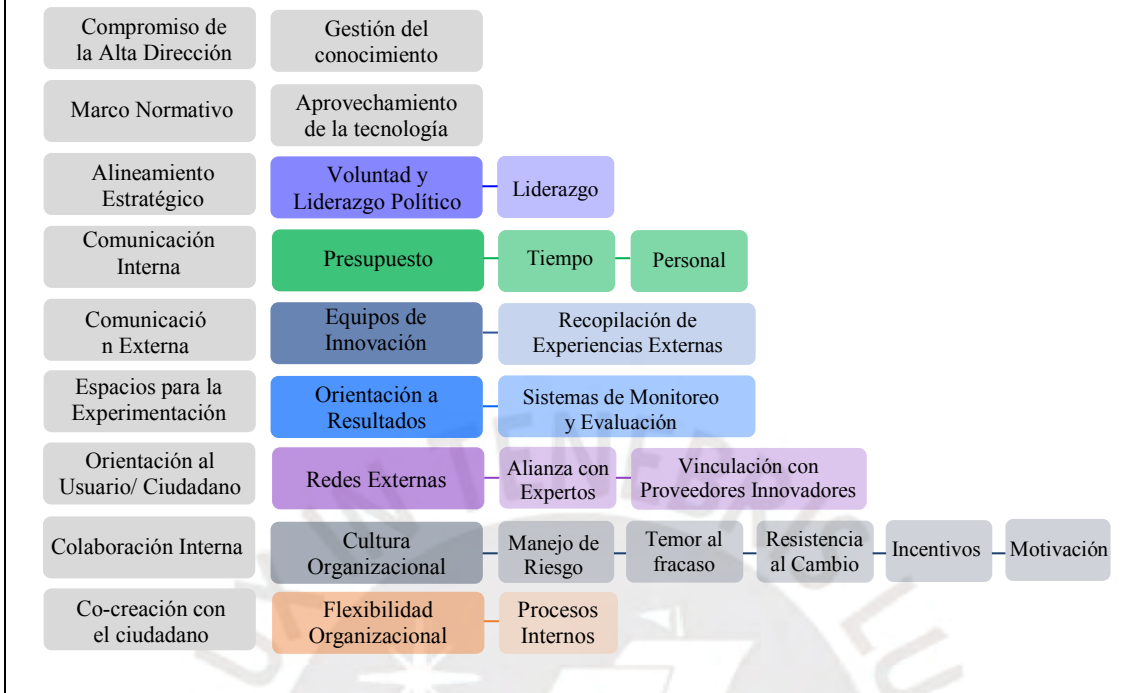 Compromiso de
la Alta Dirección
Gestión del
conocimiento
Marco Normativo
Aprovechamiento
de la tecnología
Alineamiento
Estratégico
Voluntad y
Liderazgo Político
Liderazgo
Comunicación
Interna
Presupuesto
Tiempo
Personal
Comunicació
n Externa
Equipos de
Innovación
Recopilación de
Experiencias Externas
Espacios para la
Experimentación
Orientación a
Resultados
Sistemas de Monitoreo
y Evaluación
Orientación al
Usuario/ Ciudadano
Redes Externas
Alianza con
Expertos
Vinculación con
Proveedores Innovadores
Colaboración Interna
Cultura
Organizacional
Manejo de
Riesgo
Temor al
fracaso
Resistencia
al Cambio
Incentivos
Motivación
Co-creación con
el ciudadano
Flexibilidad
Organizacional
Procesos
Internos